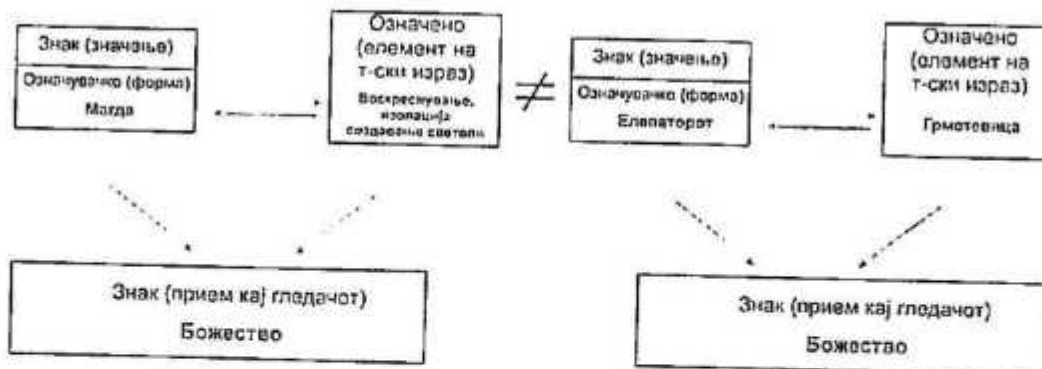 Знак (значење)
Означувачко (форма)
Магда
Означено
(елемент на
т-ски израз)
Воскреснување,
изолација
создавање светови
≠
Знак (значење)
Означувачко (форма)
Елеваторот
Означено
(елемент на
т-ски израз)
Грмотевица
Знак (прием кај гледачот)
Божество
Знак (прием кај гледачот)
Божество